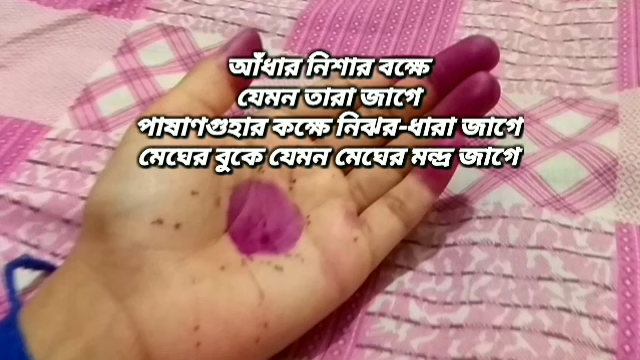 আঁধার নিশার বক্ষে
যেমন তারা জাগে
পাষাণগুহার কক্ষে নিঝর-ধারা জাগে
মেঘের বুকে যেমন মেঘের মন্দ্র জাগে